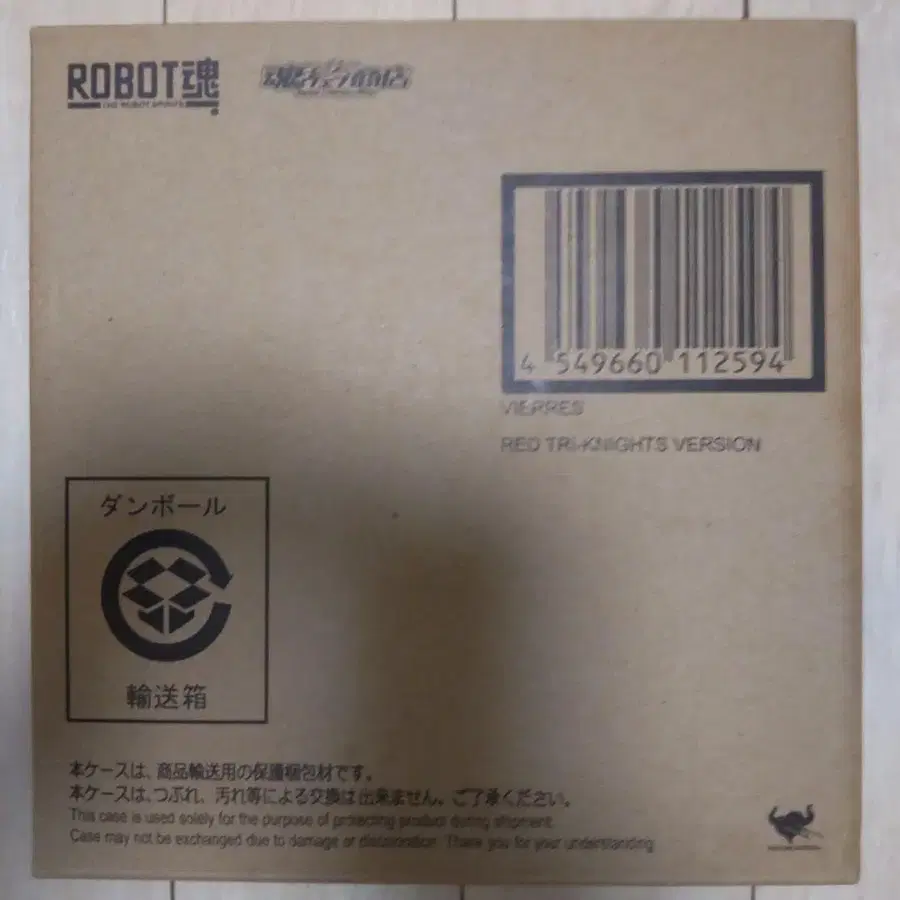 ROBOT魂
THE ROBOT SPIRITS
4 549660 112594
VIERRES
RED TRI-KNIGHTS VERSION
ダンボール
輸送箱
本ケースは、商品輸送用の保護梱包材です。
本ケースは、つぶれ、汚れ等による交換は出来ません。ご了承ください。
This case is used solely for the purpose of protecting product during shipment.
Case may not be exchanged due to damage or discoloration. Thank you for your understanding.